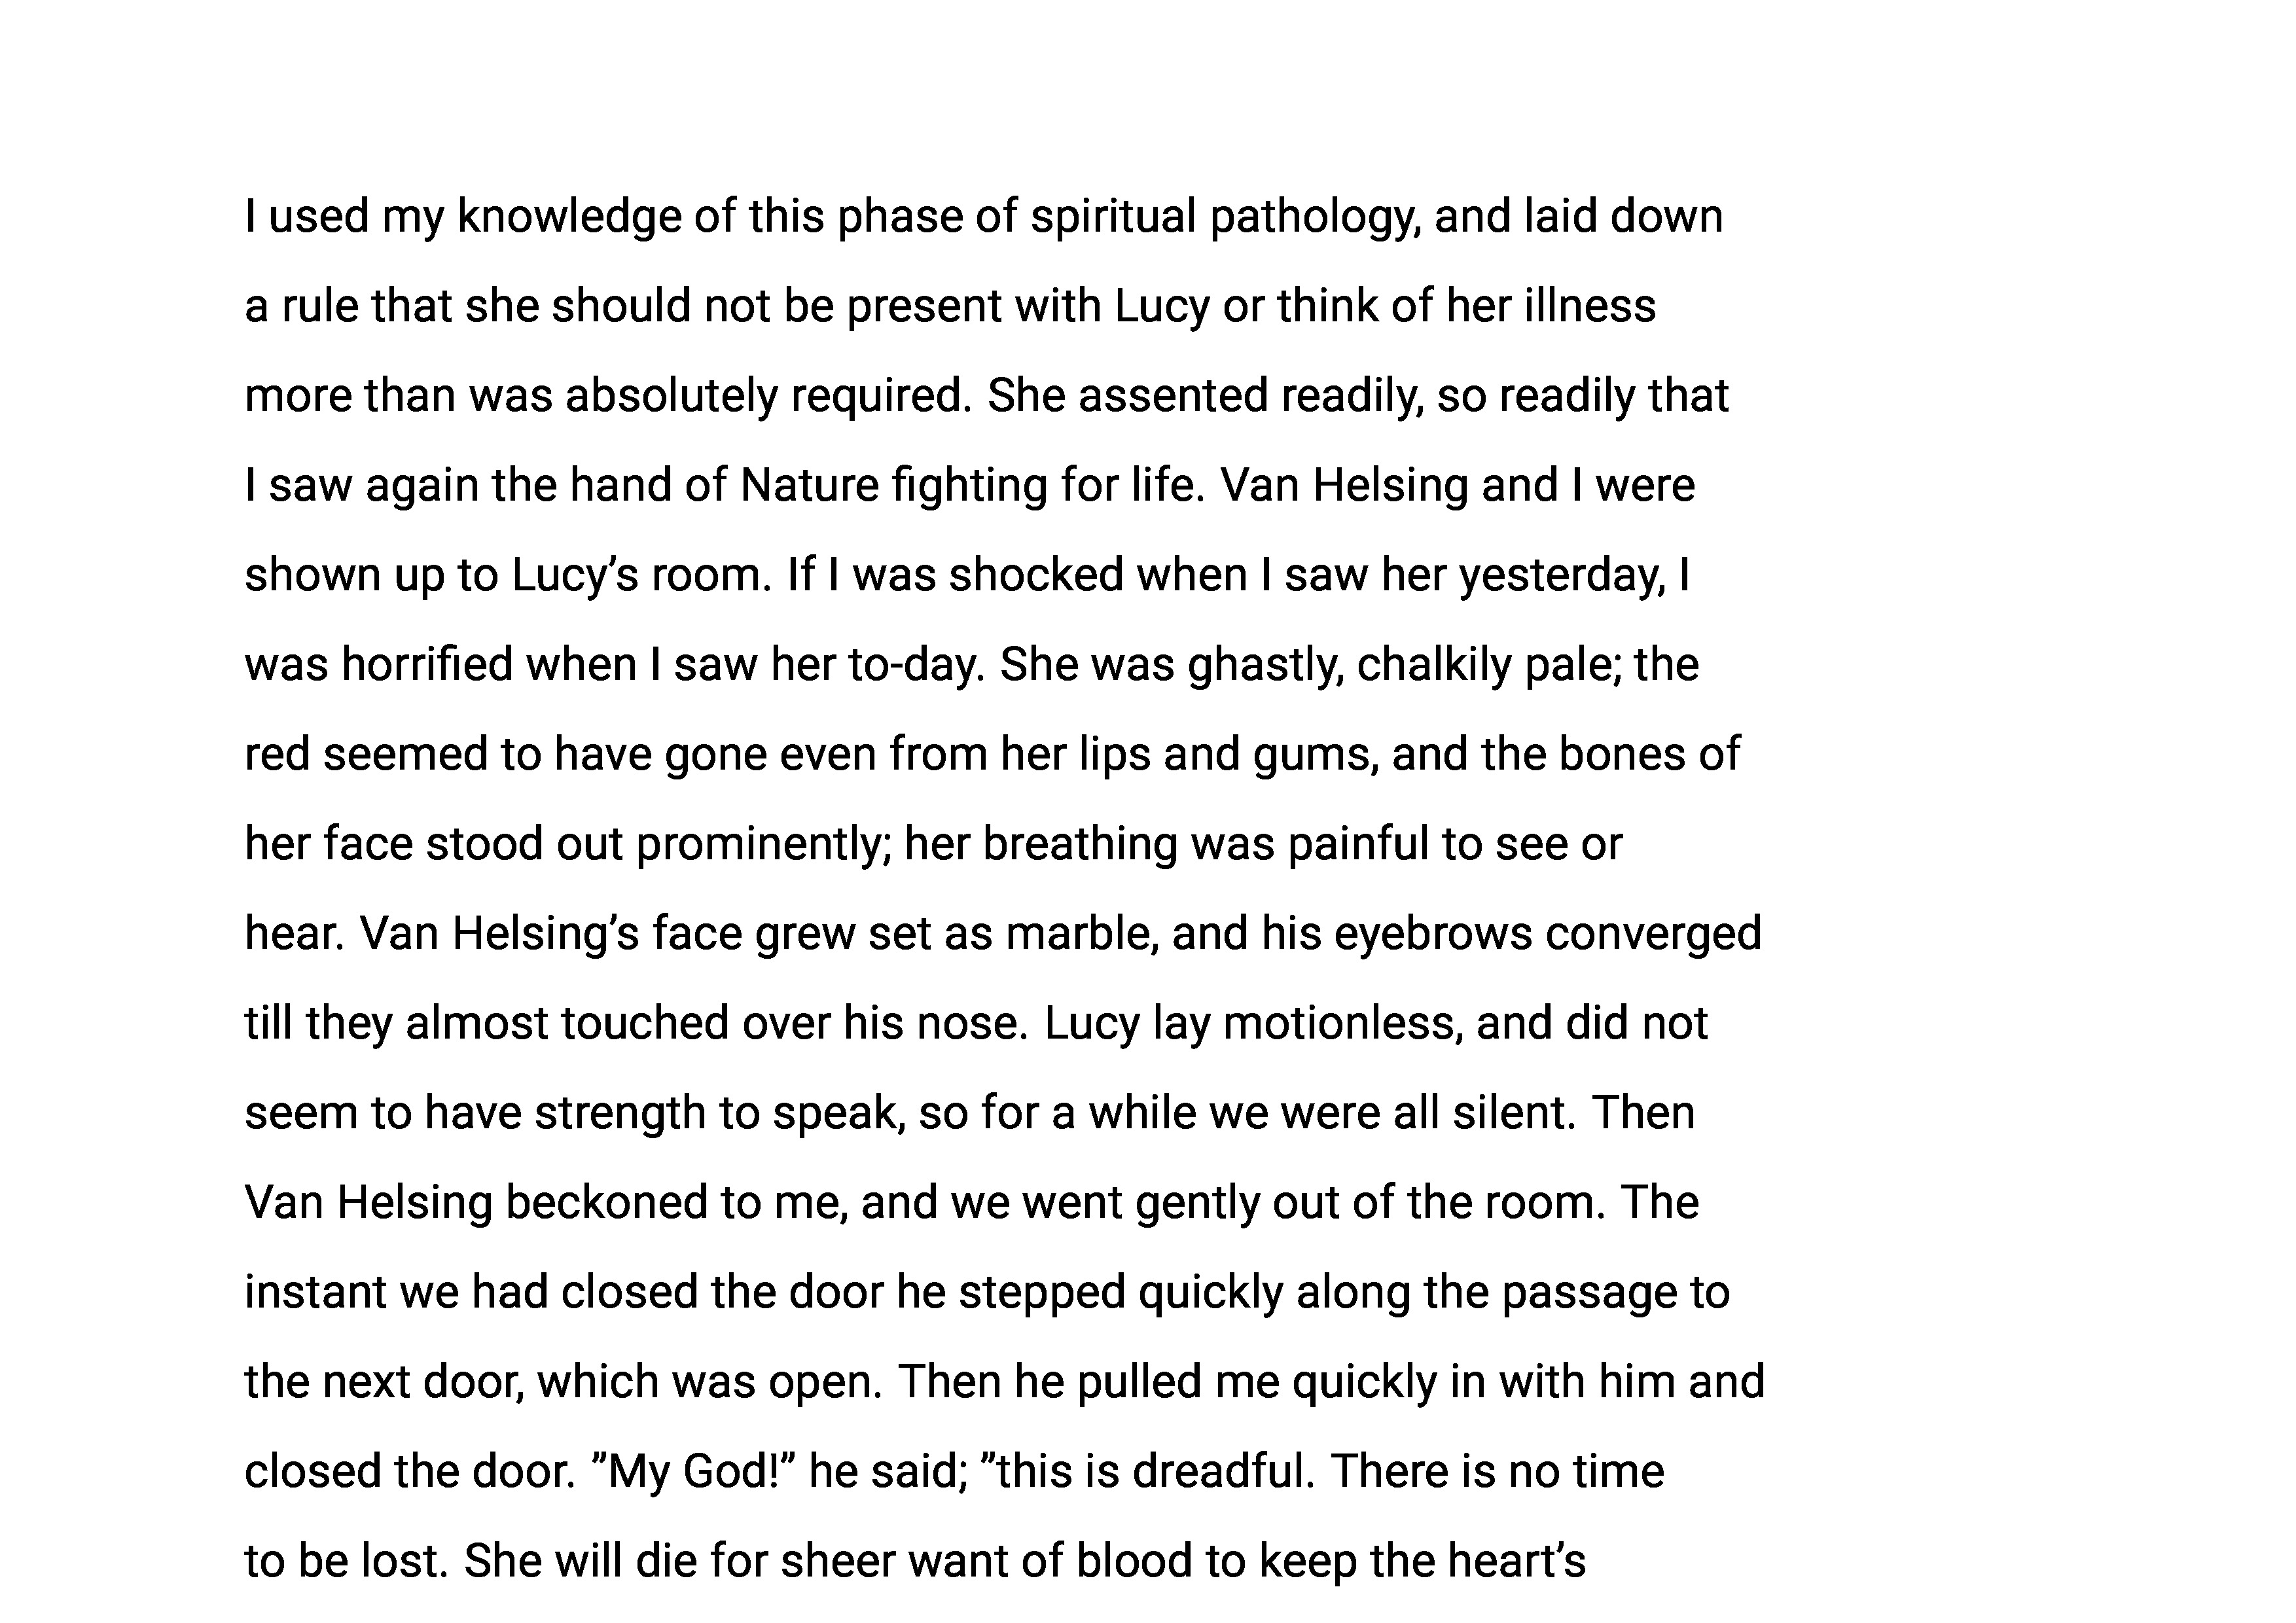 I used my knowledge of this phase of spiritual pathology, and laid down
a rule that she should not be present with Lucy or think of her illness
more than was absolutely required. She assented readily, so readily that
I saw again the hand of Nature fighting for life. Van Helsing and I were
shown up to Lucy’s room. If I was shocked when I saw her yesterday, I
was horrified when I saw her to-day. She was ghastly, chalkily pale; the
red seemed to have gone even from her lips and gums, and the bones of
her face stood out prominently; her breathing was painful to see or
hear. Van Helsing’s face grew set as marble, and his eyebrows converged
till they almost touched over his nose. Lucy lay motionless, and did not
seem to have strength to speak, so for a while we were all silent. Then
Van Helsing beckoned to me, and we went gently out of the room. The
instant we had closed the door he stepped quickly along the passage to
the next door, which was open. Then he pulled me quickly in with him and
closed the door. ”My God!” he said; ”this is dreadful. There is no time
to be lost. She will die for sheer want of blood to keep the heart’s